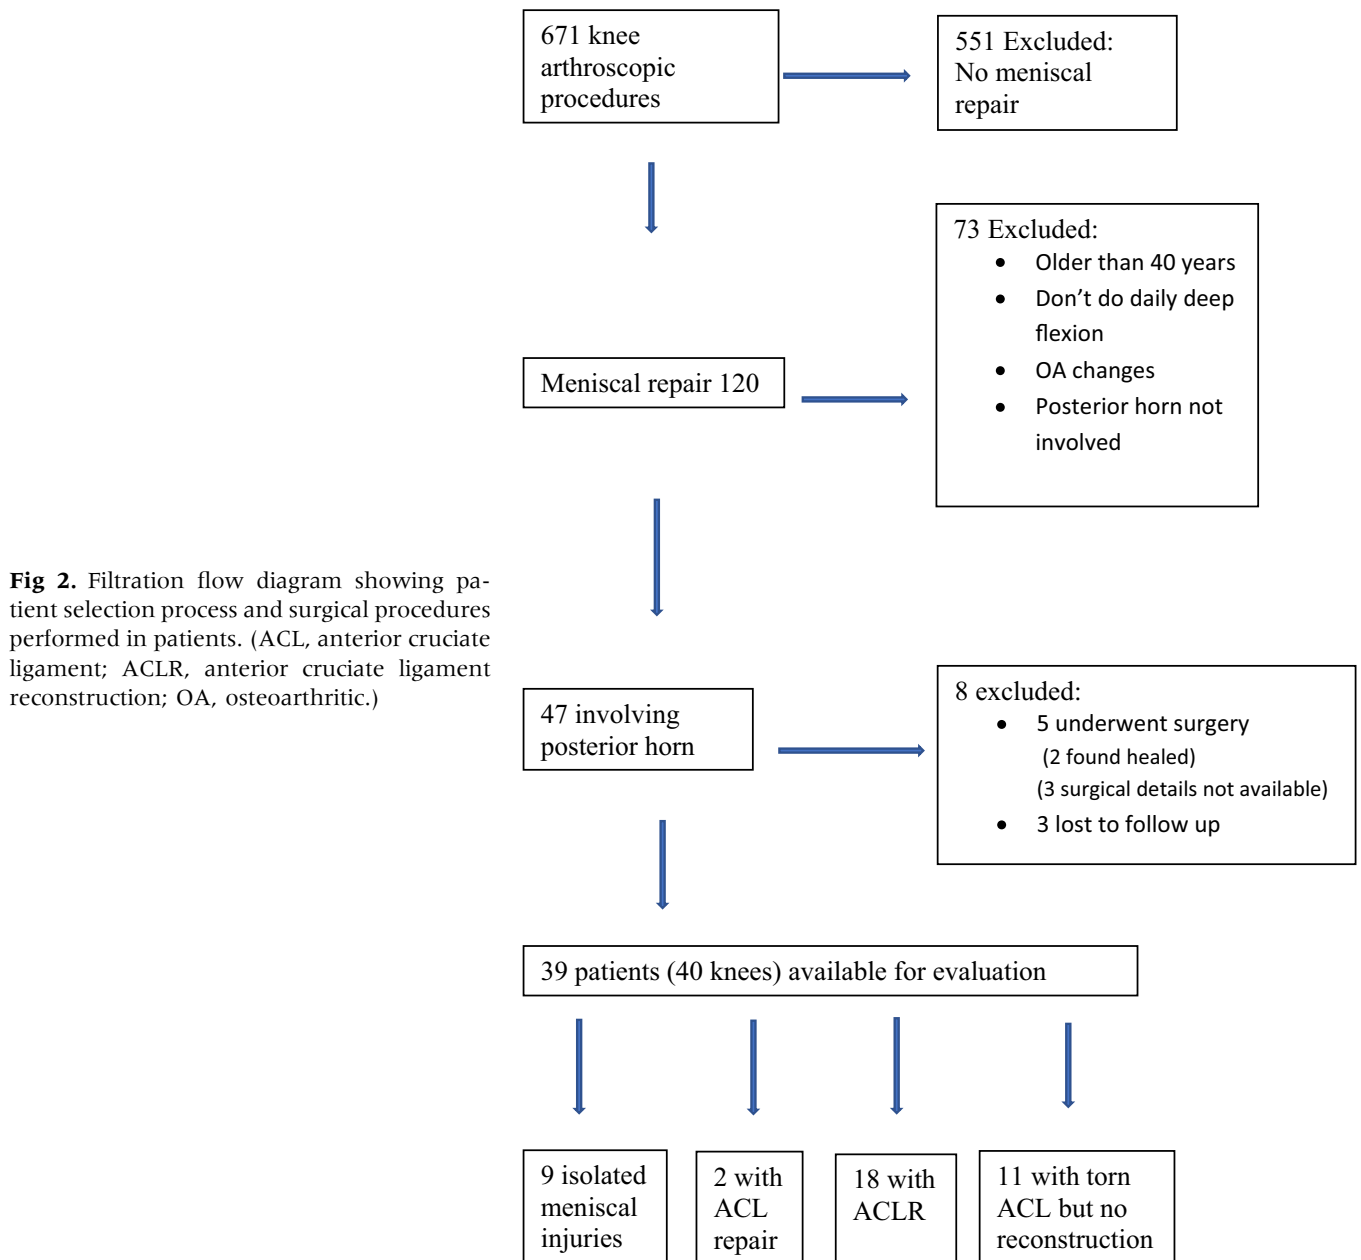 671 knee
arthroscopic
procedures
551 Excluded:
No meniscal
repair
73 Excluded:
• Older than 40 years
• Don’t do daily deep
flexion
• OA changes
• Posterior horn not
involved
Meniscal repair 120
Fig 2. Filtration flow diagram showing pa-
tient selection process and surgical procedures
performed in patients. (ACL, anterior cruciate
ligament; ACLR, anterior cruciate ligament
reconstruction; OA, osteoarthritic.)
47 involving
posterior horn
8 excluded:
• 5 underwent surgery
(2 found healed)
(3 surgical details not available)
• 3 lost to follow up
39 patients (40 knees) available for evaluation
9 isolated
meniscal
injuries
2 with
ACL
repair
18 with
ACLR
11 with torn
ACL but no
reconstruction